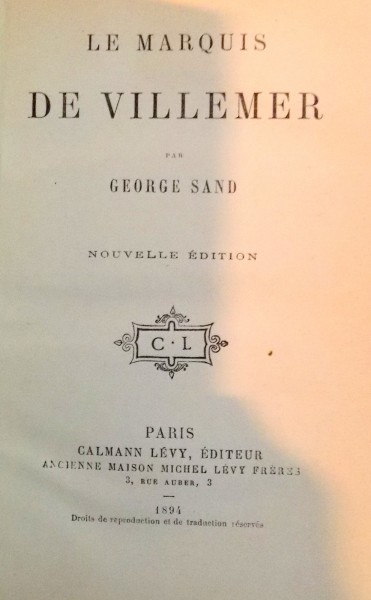 LE MARQUIS
DE VILLEMER
PAR
GEORGE SAND
NOUVELLE ÉDITION
C · L
PARIS
CALMANN LÉVY, ÉDITEUR
ANCIENNE MAISON MICHEL LÉVY FRÈRES
3, RUE AUBER, 3
1894
Droits de reproduction et de traduction réservés